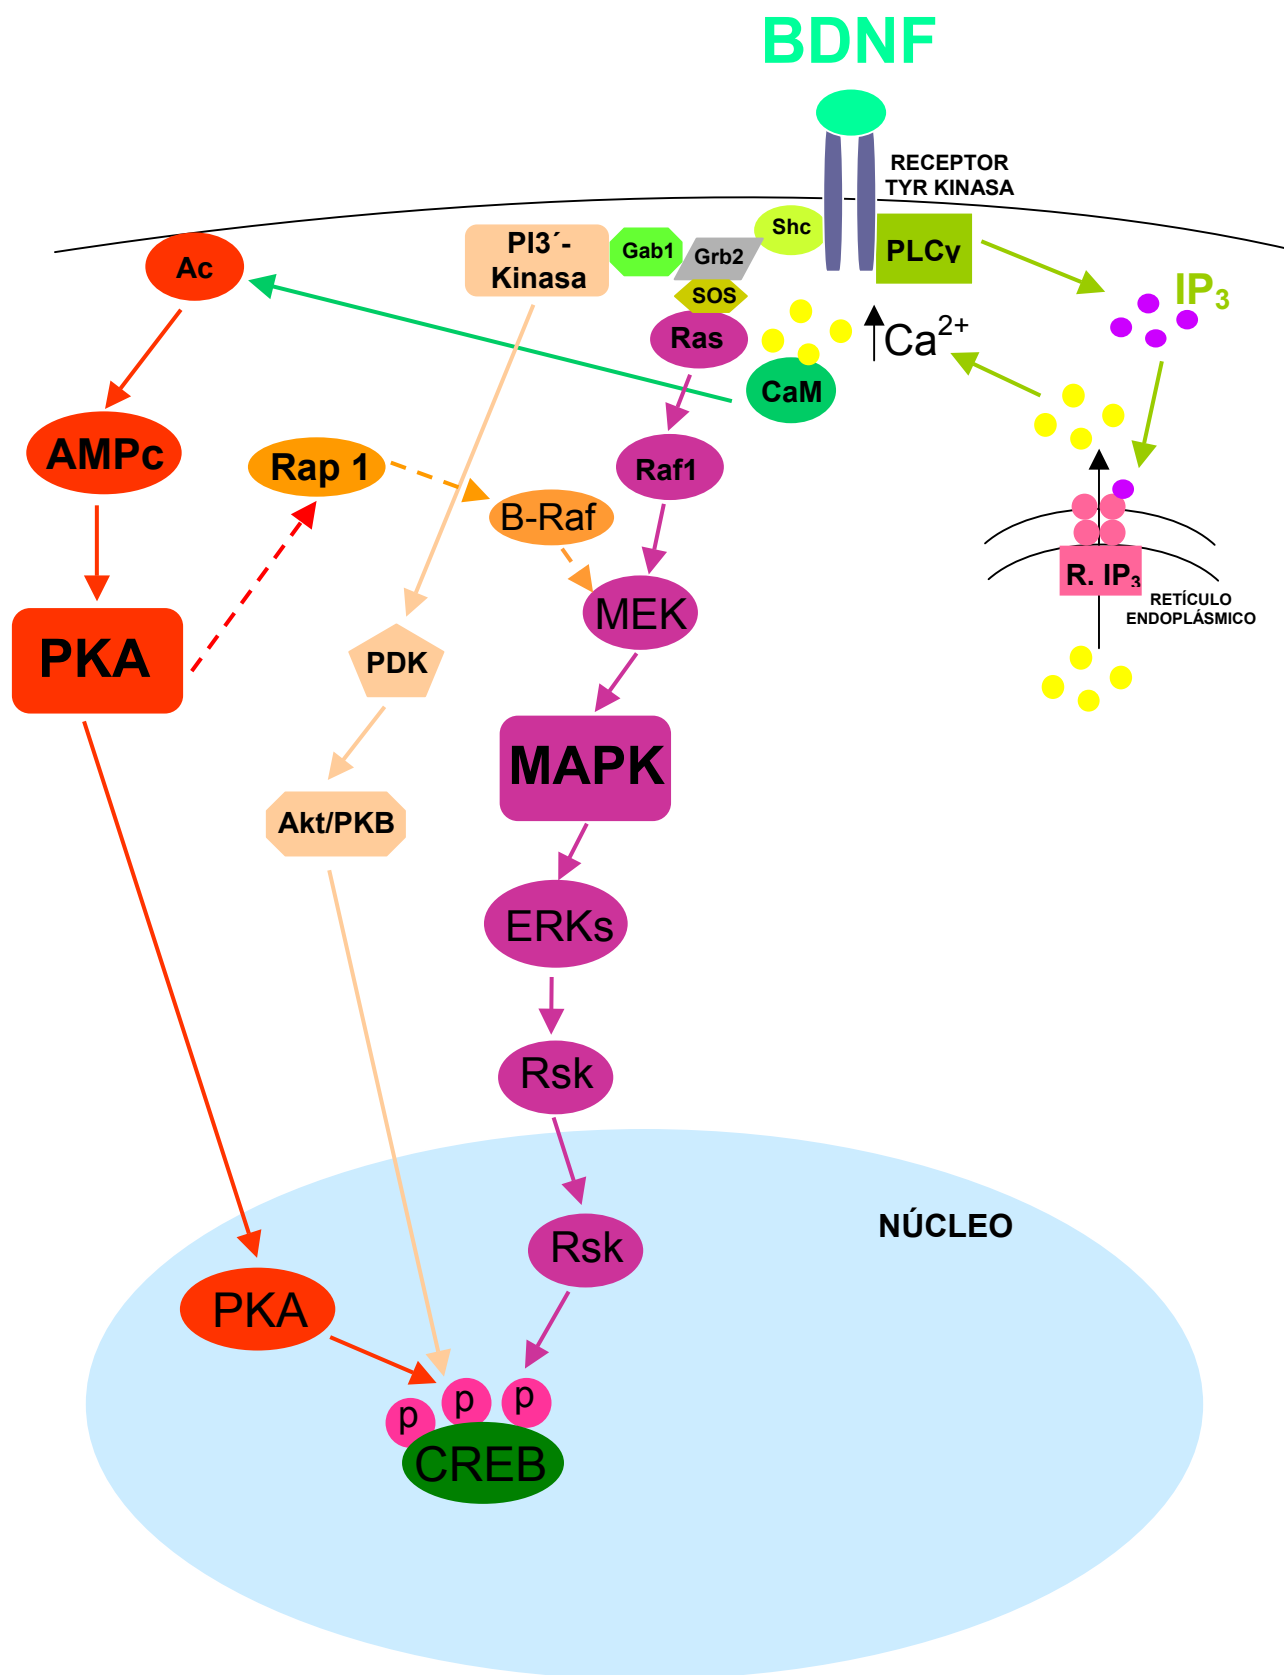 BDNF
RECEPTOR
TYR KINASA
Shc
PI3´-
Kinasa
Gab1
Grb2
PLCγ
Ac
SOS
IP₃
Ras
Ca²⁺
CaM
AMPc
Rap 1
Raf1
B-Raf
R. IP₃
RETÍCULO
ENDOPLÁSMICO
MEK
PKA
PDK
MAPK
Akt/PKB
ERKs
Rsk
NÚCLEO
Rsk
PKA
p
p
p
CREB